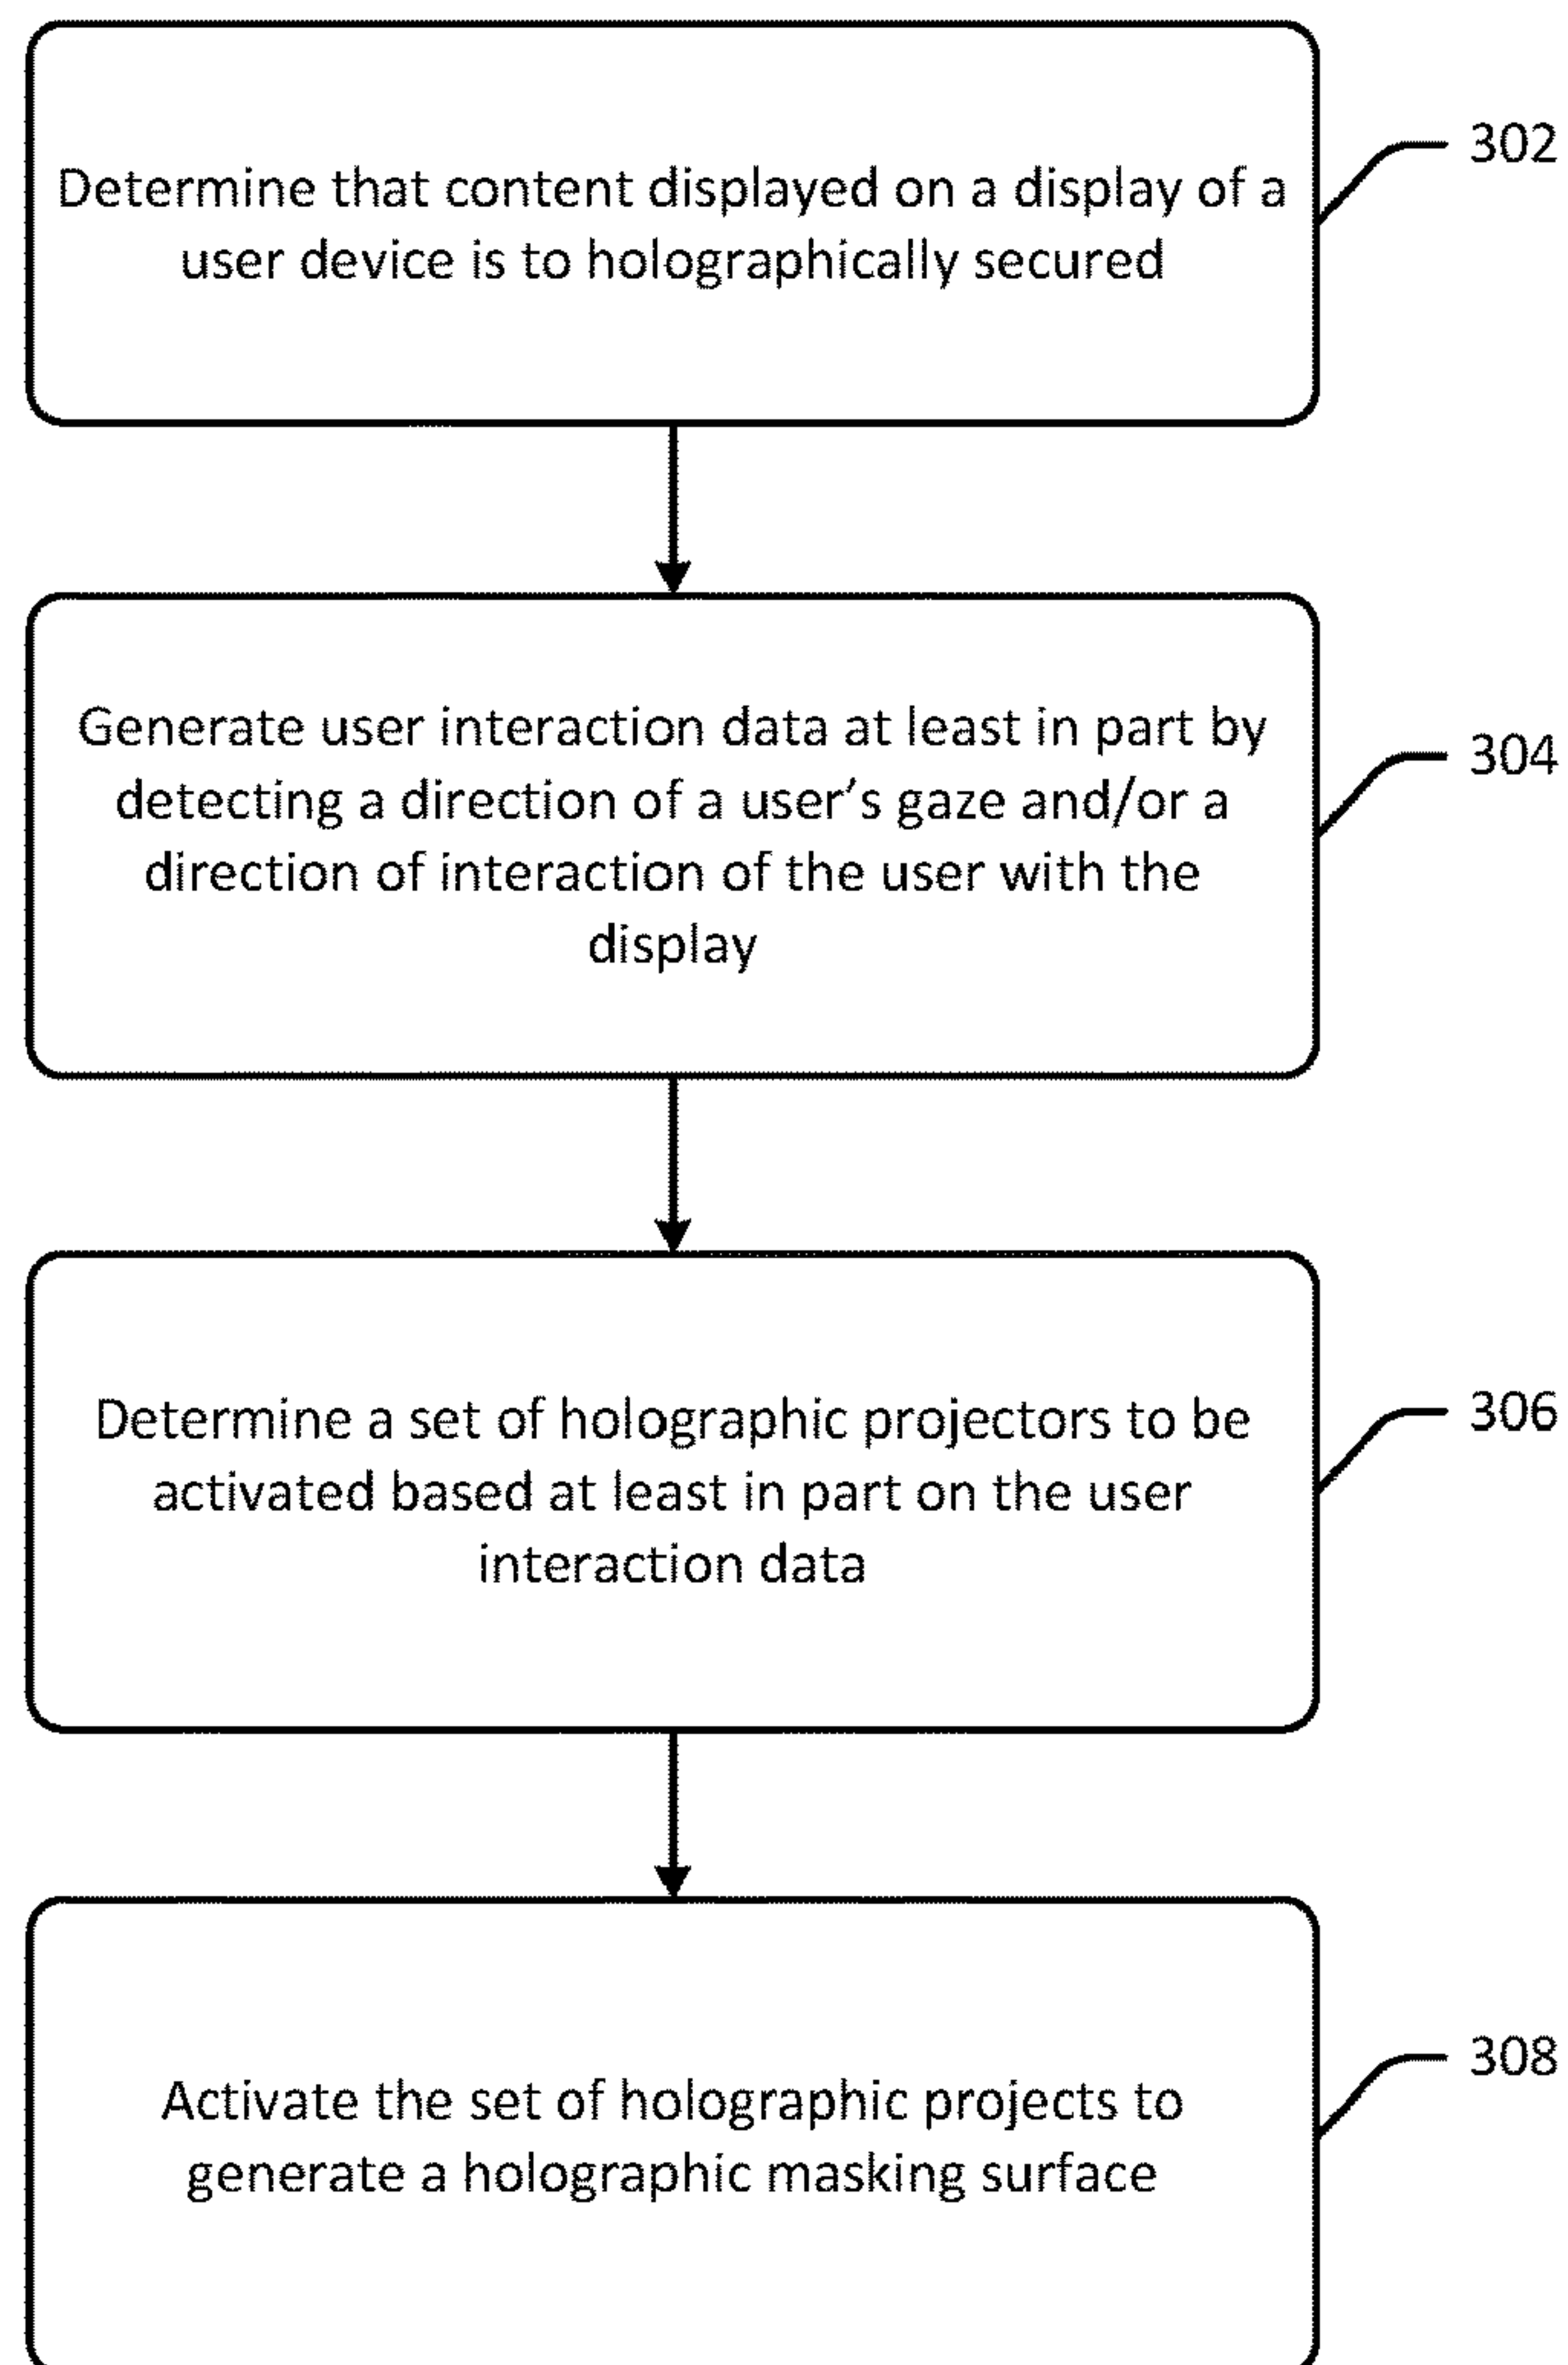 Determine that content displayed on a display of a
user device is to holographically secured
302
Generate user interaction data at least in part by
detecting a direction of a user's gaze and/or a
direction of interaction of the user with the
display
304
Determine a set of holographic projectors to be
activated based at least in part on the user
interaction data
306
Activate the set of holographic projects to
generate a holographic masking surface
308